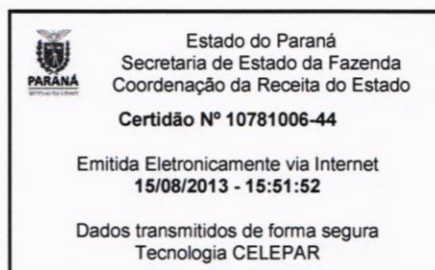 Estado do Paraná
Secretaria de Estado da Fazenda
Coordenação da Receita do Estado
PARANÁ
Certidão Nº 10781006-44
Emitida Eletronicamente via Internet
15/08/2013 - 15:51:52
Dados transmitidos de forma segura
Tecnologia CELEPAR